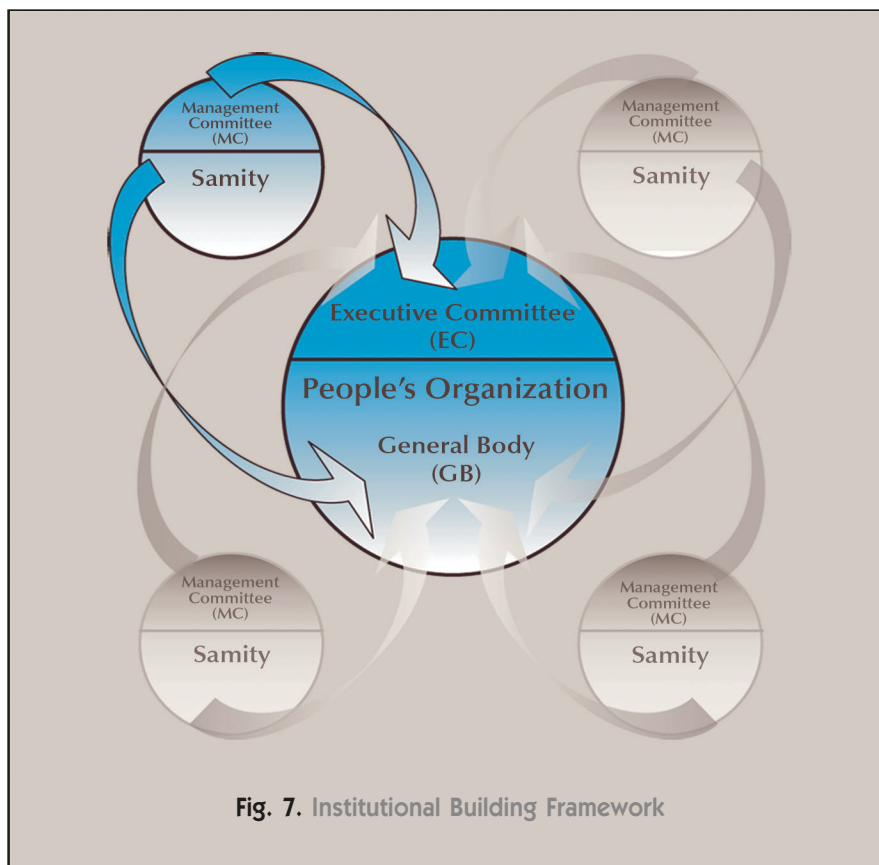 Management
Committee
(MC)
Samity
Management
Committee
(MC)
Samity
Executive Committee
(EC)
People's Organization
General Body
(GB)
Management
Committee
(MC)
Samity
Management
Committee
(MC)
Samity
Fig. 7. Institutional Building Framework